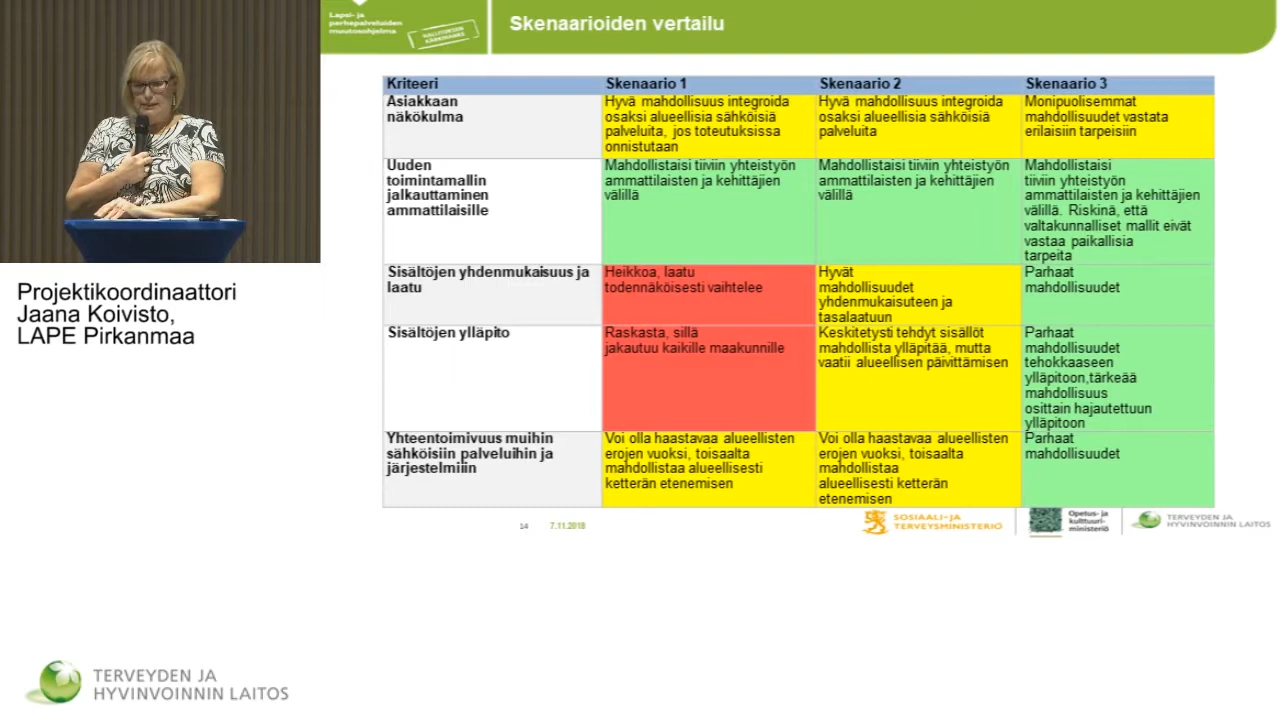 Lapsi- ja
perhepalveluiden
muutosohjelma
HALLITUKSEN
KÄRKIHANKE
Skenaarioiden vertailu
Kriteeri
Skenaario 1
Skenaario 2
Skenaario 3
Asiakkaan
näkökulma
Hyvä mahdollisuus integroida
osaksi alueellisia sähköisiä
palveluita, jos toteutuksissa
onnistutaan
Hyvä mahdollisuus integroida
osaksi alueellisia sähköisiä
palveluita
Monipuolisemmat
mahdollisuudet vastata
erilaisiin tarpeisiin
Uuden
toimintamallin
jalkauttaminen
ammattilaisille
Mahdollistaisi tiiviin yhteistyön
ammattilaisten ja kehittäjien
välillä
Mahdollistaisi tiiviin yhteistyön
ammattilaisten ja kehittäjien
välillä
Mahdollistaisi
tiiviin yhteistyön
ammattilaisten ja kehittäjien
välillä. Riskinä, että
valtakunnalliset mallit eivät
vastaa paikallisia
tarpeita
Sisältöjen yhdenmukaisuus ja
laatu
Heikkoa, laatu
todennäköisesti vaihtelee
Hyvät
mahdollisuudet
yhdenmukaisuteen ja
tasalaatuun
Parhaat
mahdollisuudet
Sisältöjen ylläpito
Raskasta, sillä
jakautuu kaikille maakunnille
Keskitetysti tehdyt sisällöt
mahdollista ylläpitää, mutta
vaatii alueellisen päivittämisen
Parhaat
mahdollisuudet
tehokkaaseen
ylläpitoon,tärkeää
mahdollisuus
osittain hajautettuun
ylläpitoon
Yhteentoimivuus muihin
sähköisiin palveluihin ja
järjestelmiin
Voi olla haastavaa alueellisten
erojen vuoksi, toisaalta
mahdollistaa alueellisesti
ketterän etenemisen
Voi olla haastavaa alueellisten
erojen vuoksi, toisaalta
mahdollistaa
alueellisesti ketterän
etenemisen
Parhaat
mahdollisuudet
14
7.11.2018
SOSIAALI- JA
TERVEYSMINISTERIÖ
Opetus- ja
kulttuuri-
ministeriö
TERVEYDEN JA
HYVINVOINNIN LAITOS
Projektikoordinaattori
Jaana Koivisto,
LAPE Pirkanmaa
TERVEYDEN JA
HYVINVOINNIN LAITOS